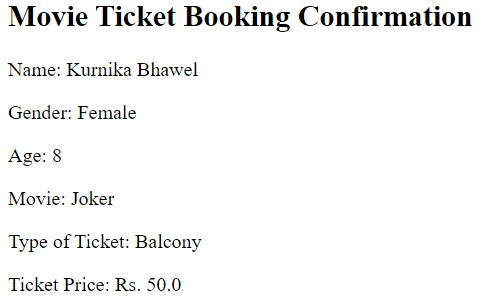 Movie Ticket Booking Confirmation
Name: Kurnika Bhawel
Gender: Female
Age: 8
Movie: Joker
Type of Ticket: Balcony
Ticket Price: Rs. 50.0